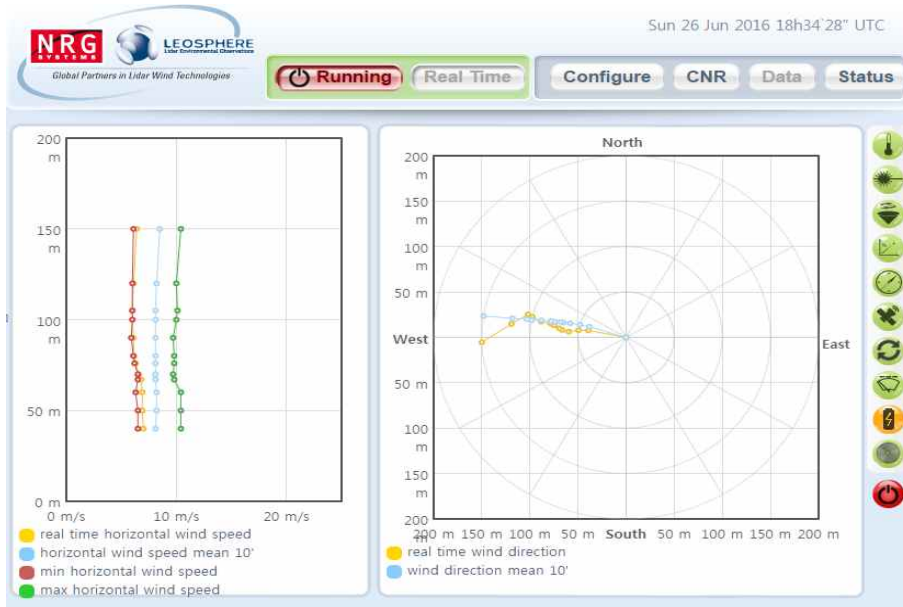 Sun 26 Jun 2016 18h34'28" UTC
NRG
SYSTEMS
LEOSPHERE
Lidar Environmental Observations
Global Partners in Lidar Wind Technologies
Running
Real Time
Configure
CNR
Data
Status
200
m
150
m
100
m
50 m
0 m
0 m/s 10 m/s 20 m/s
real time horizontal wind speed
horizontal wind speed mean 10'
min horizontal wind speed
max horizontal wind speed
North
200
m
150
m
100
m
50 m
West
East
50 m
100
m
150
m
200
m
200 m 150 m 100 m 50 m South 50 m 100 m 150 m 200 m
real time wind direction
wind direction mean 10'